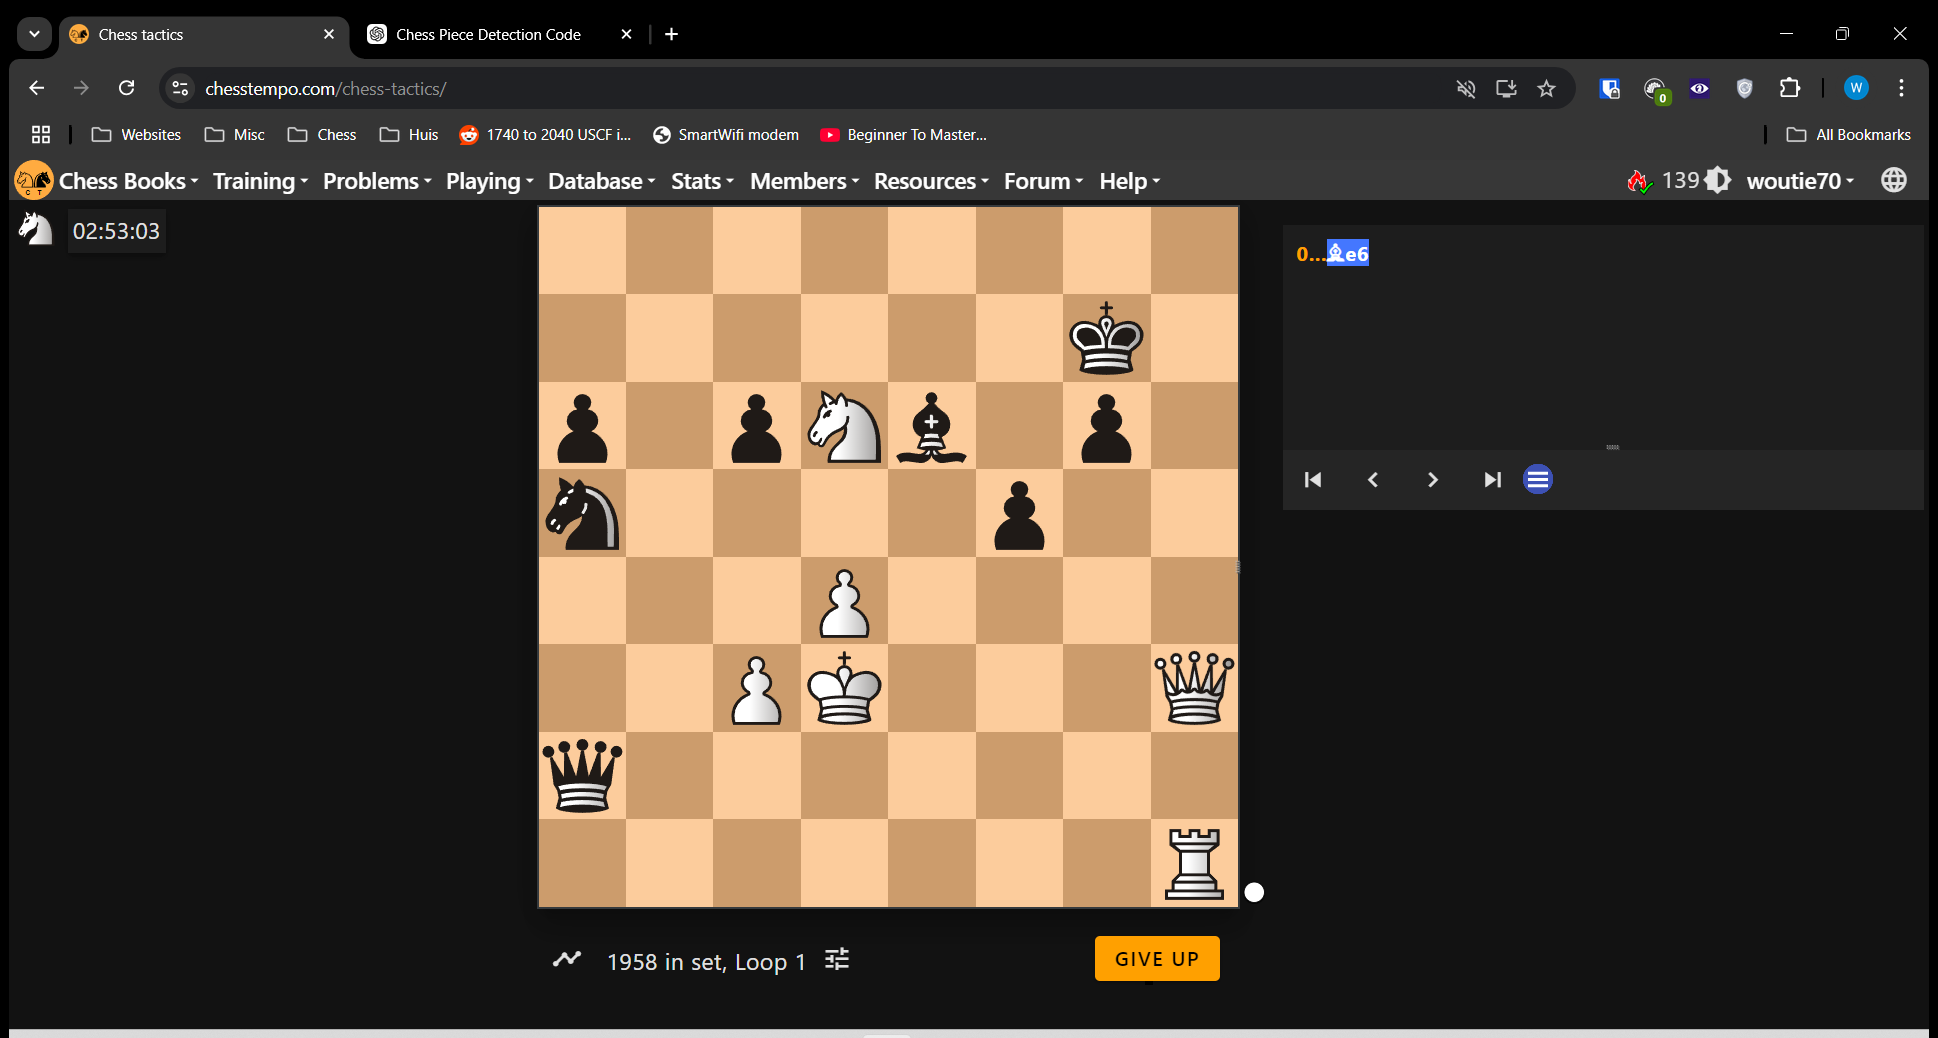 Chess tactics
Chess Piece Detection Code
chesstempo.com/chess-tactics/
0
W
Websites
Misc
Chess
Huis
1740 to 2040 USCF i...
SmartWifi modem
Beginner To Master...
All Bookmarks
C T
Chess Books
Training
Problems
Playing
Database
Stats
Members
Resources
Forum
Help
139
woutie70
02:53:03
0...♝e6
1958 in set, Loop 1
GIVE UP